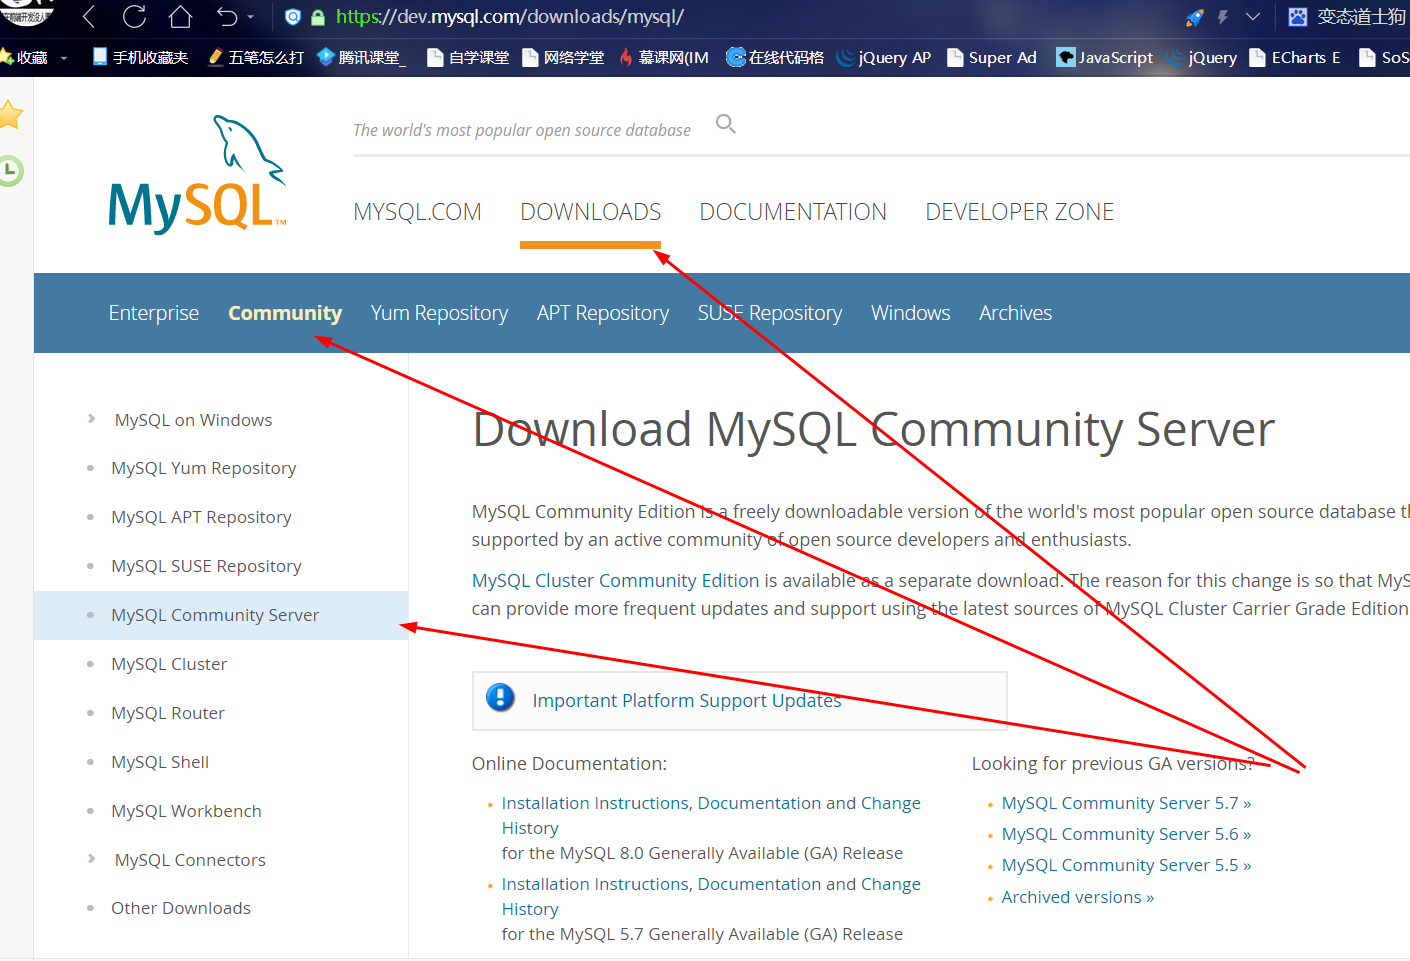 https://dev.mysql.com/downloads/mysql/
变态道士狗
收藏
手机收藏夹
五笔怎么打
腾讯课堂_
自学课堂
网络学堂
慕课网(IM
在线代码格
jQuery AP
Super Ad
JavaScript
jQuery
ECharts E
SoS
MySQL™
The world's most popular open source database
MYSQL.COM
DOWNLOADS
DOCUMENTATION
DEVELOPER ZONE
Enterprise
Community
Yum Repository
APT Repository
SUSE Repository
Windows
Archives
MySQL on Windows
MySQL Yum Repository
MySQL APT Repository
MySQL SUSE Repository
MySQL Community Server
MySQL Cluster
MySQL Router
MySQL Shell
MySQL Workbench
MySQL Connectors
Other Downloads
Download MySQL Community Server
MySQL Community Edition is a freely downloadable version of the world's most popular open source database th
supported by an active community of open source developers and enthusiasts.
MySQL Cluster Community Edition is available as a separate download. The reason for this change is so that MyS
can provide more frequent updates and support using the latest sources of MySQL Cluster Carrier Grade Edition
Important Platform Support Updates
Online Documentation:
Installation Instructions, Documentation and Change
History
for the MySQL 8.0 Generally Available (GA) Release
Installation Instructions, Documentation and Change
History
for the MySQL 5.7 Generally Available (GA) Release
Looking for previous GA versions?
MySQL Community Server 5.7 »
MySQL Community Server 5.6 »
MySQL Community Server 5.5 »
Archived versions »